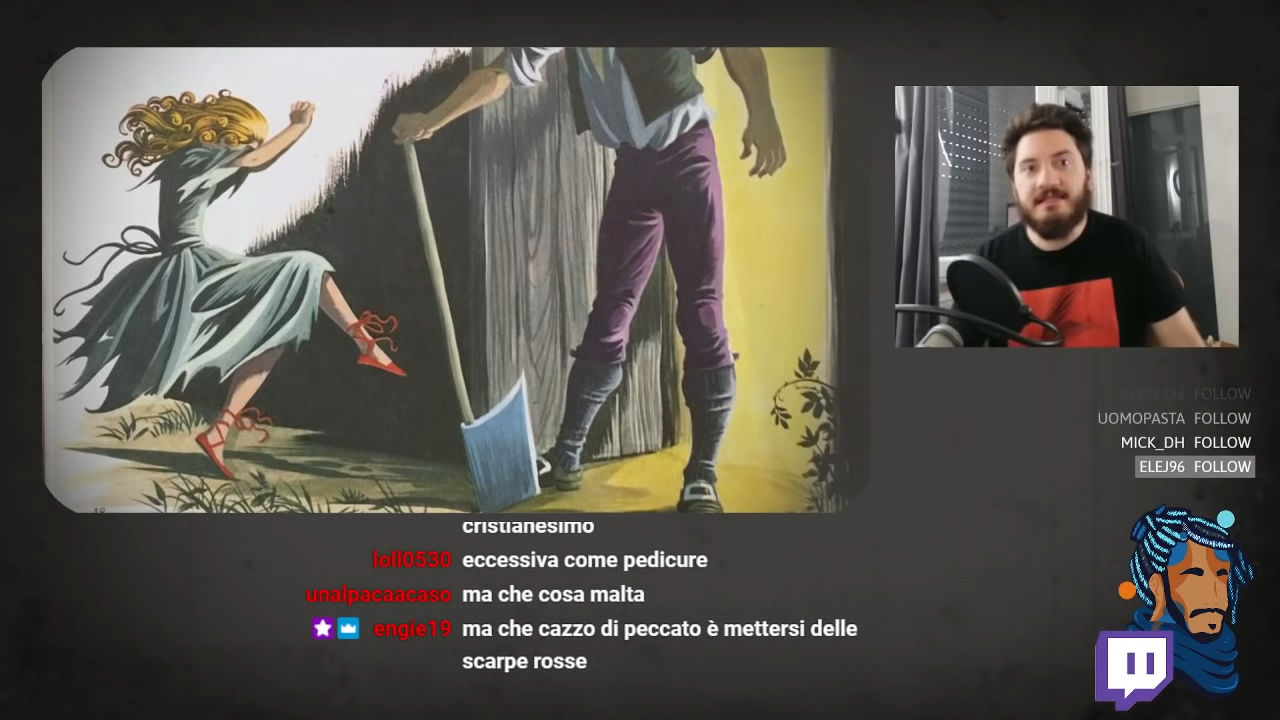 cristianesimo
loll0530 eccessiva come pedicure
unalpacaacaso ma che cosa malta
engie19 ma che cazzo di peccato è mettersi delle
scarpe rosse
FOLLOW
UOMOPASTA FOLLOW
MICK_DH FOLLOW
ELEJ96 FOLLOW